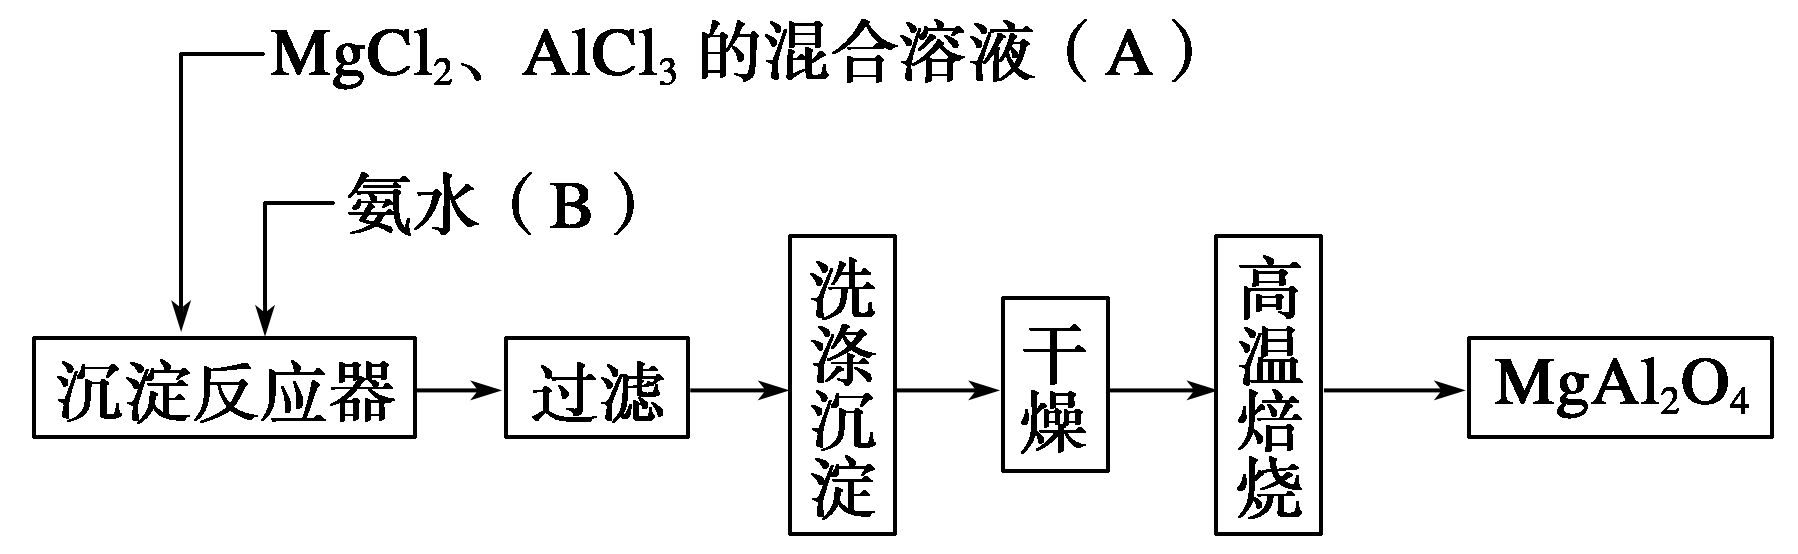 MgCl₂、AlCl₃ 的混合溶液（A）
氨水（B）
沉淀反应器
过滤
洗涤沉淀
干燥
高温焙烧
MgAl₂O₄